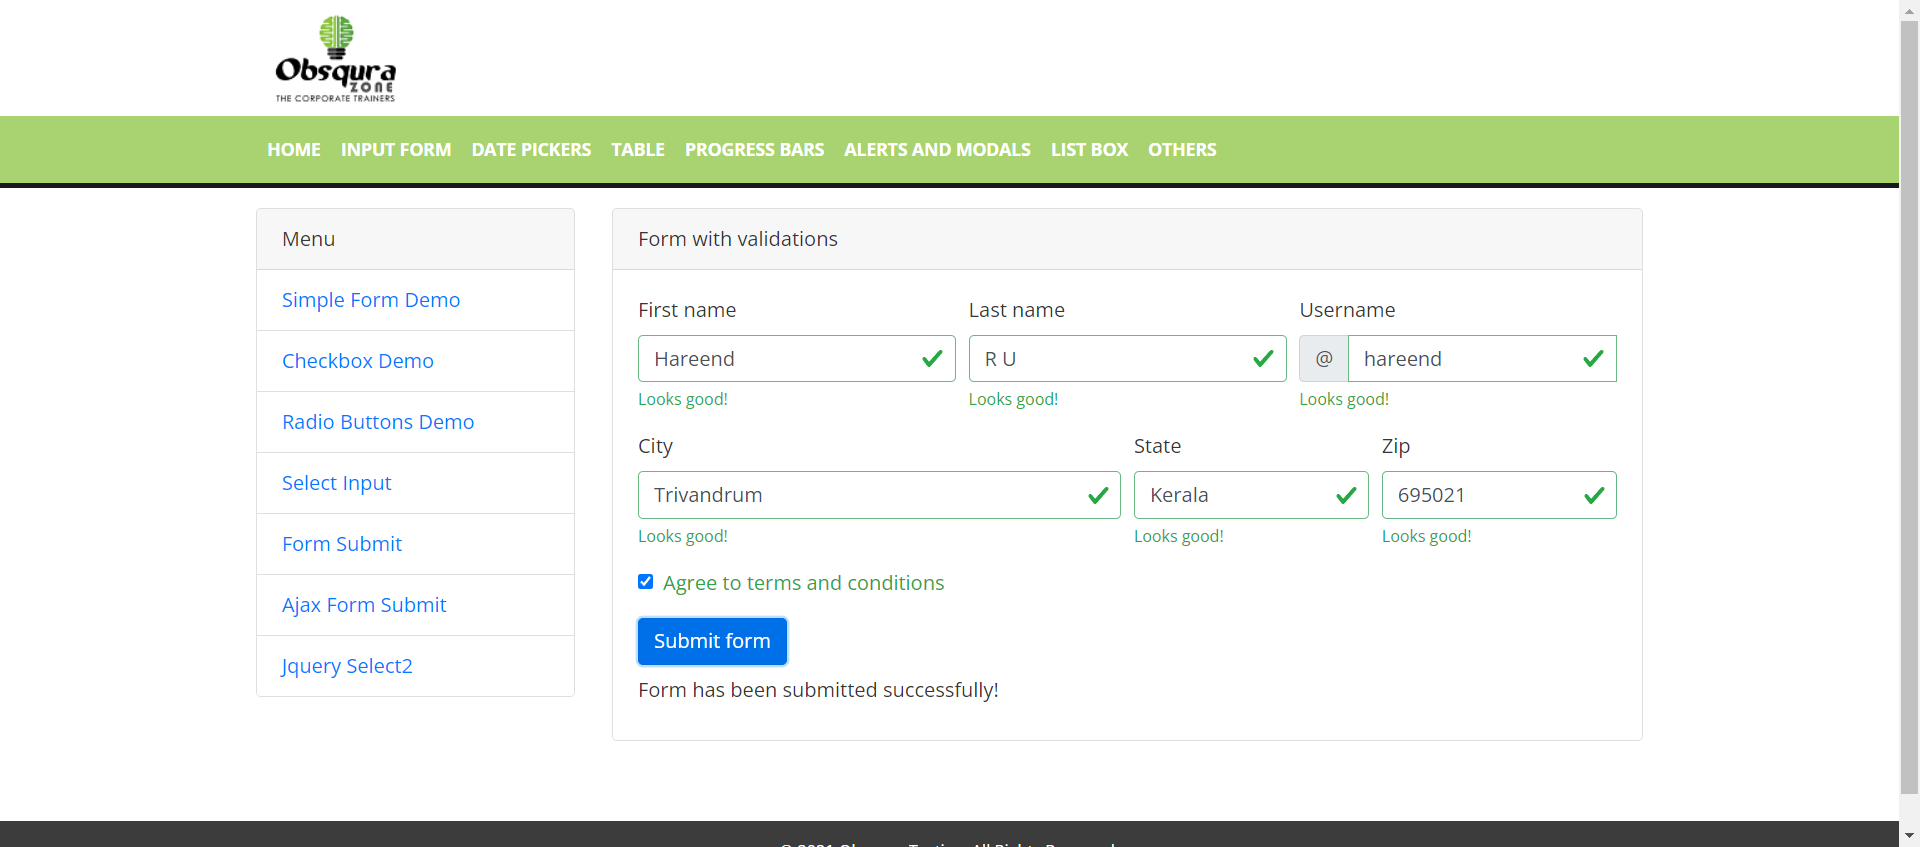 Obsqura
ZONE
THE CORPORATE TRAINERS
HOME INPUT FORM DATE PICKERS TABLE PROGRESS BARS ALERTS AND MODALS LIST BOX OTHERS
Menu
Simple Form Demo
Checkbox Demo
Radio Buttons Demo
Select Input
Form Submit
Ajax Form Submit
Jquery Select2
Form with validations
First name Last name Username
Hareend R U @ hareend
Looks good! Looks good! Looks good!
City State Zip
Trivandrum Kerala 695021
Looks good! Looks good! Looks good!
Agree to terms and conditions
Submit form
Form has been submitted successfully!